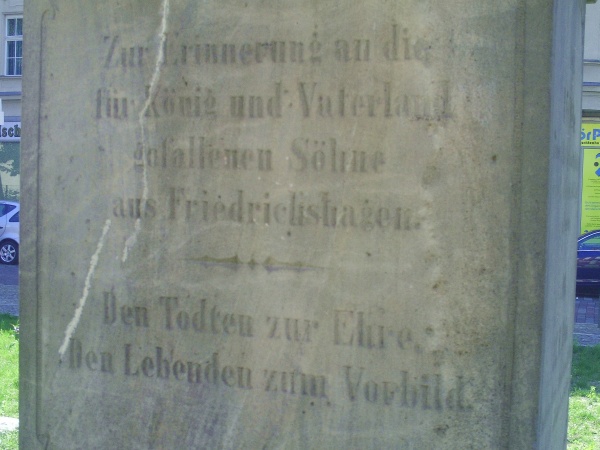 Zur Erinnerung an die
für König und Vaterland
gefallenen Söhne
aus Friedrichshagen.
Den Todten zur Ehre,
Den Lebenden zum Vorbild.